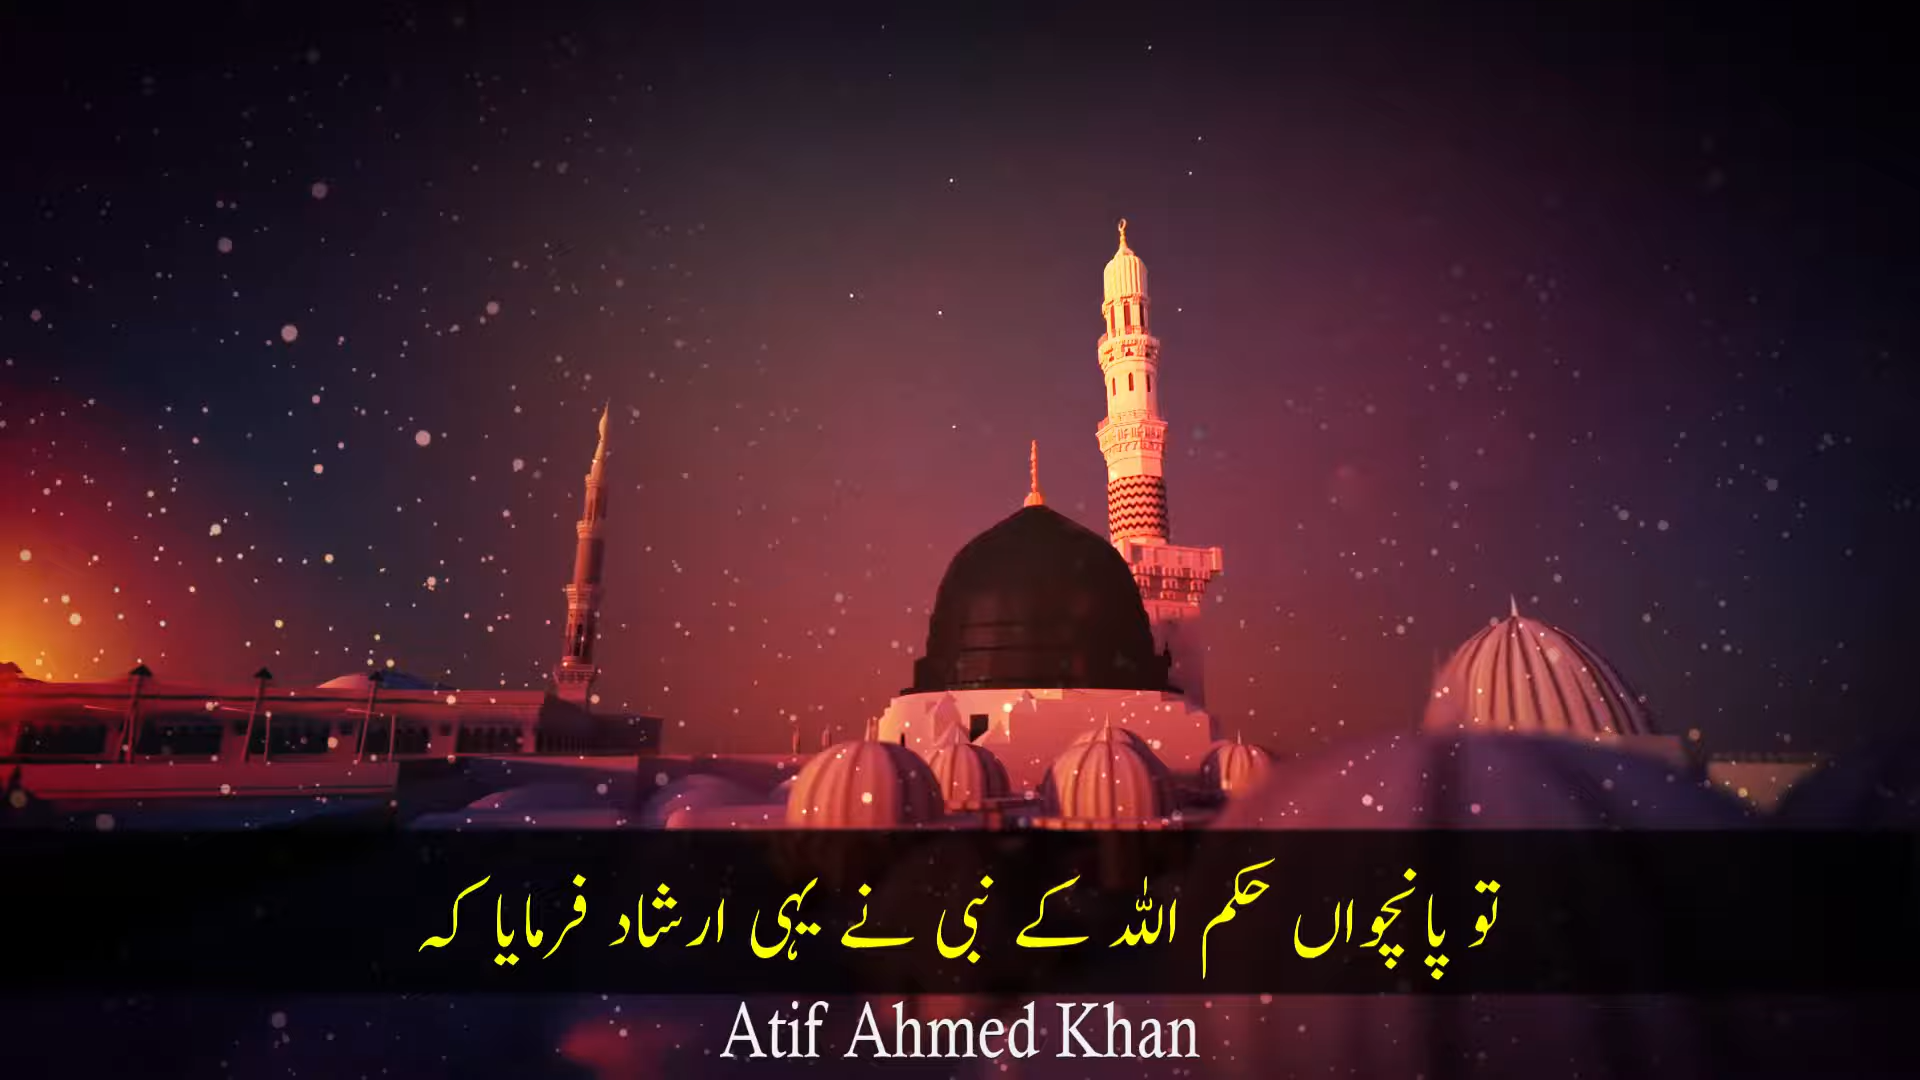 تو پانچواں حکم اللہ کے نبی نے یہی ارشاد فرمایا کہ
Atif Ahmed Khan